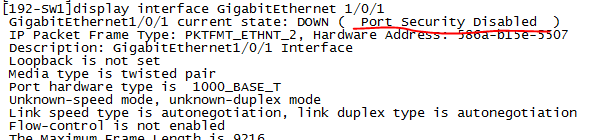 [192-SW1]display interface GigabitEthernet 1/0/1
GigabitEthernet1/0/1 current state: DOWN ( Port Security Disabled )
IP Packet Frame Type: PKTFMT_ETHNT_2, Hardware Address: 586a-b15e-5507
Description: GigabitEthernet1/0/1 Interface
Loopback is not set
Media type is twisted pair
Port hardware type is 1000_BASE_T
Unknown-speed mode, unknown-duplex mode
Link speed type is autonegotiation, link duplex type is autonegotiation
Flow-control is not enabled
The Maximum Frame Length is 9216